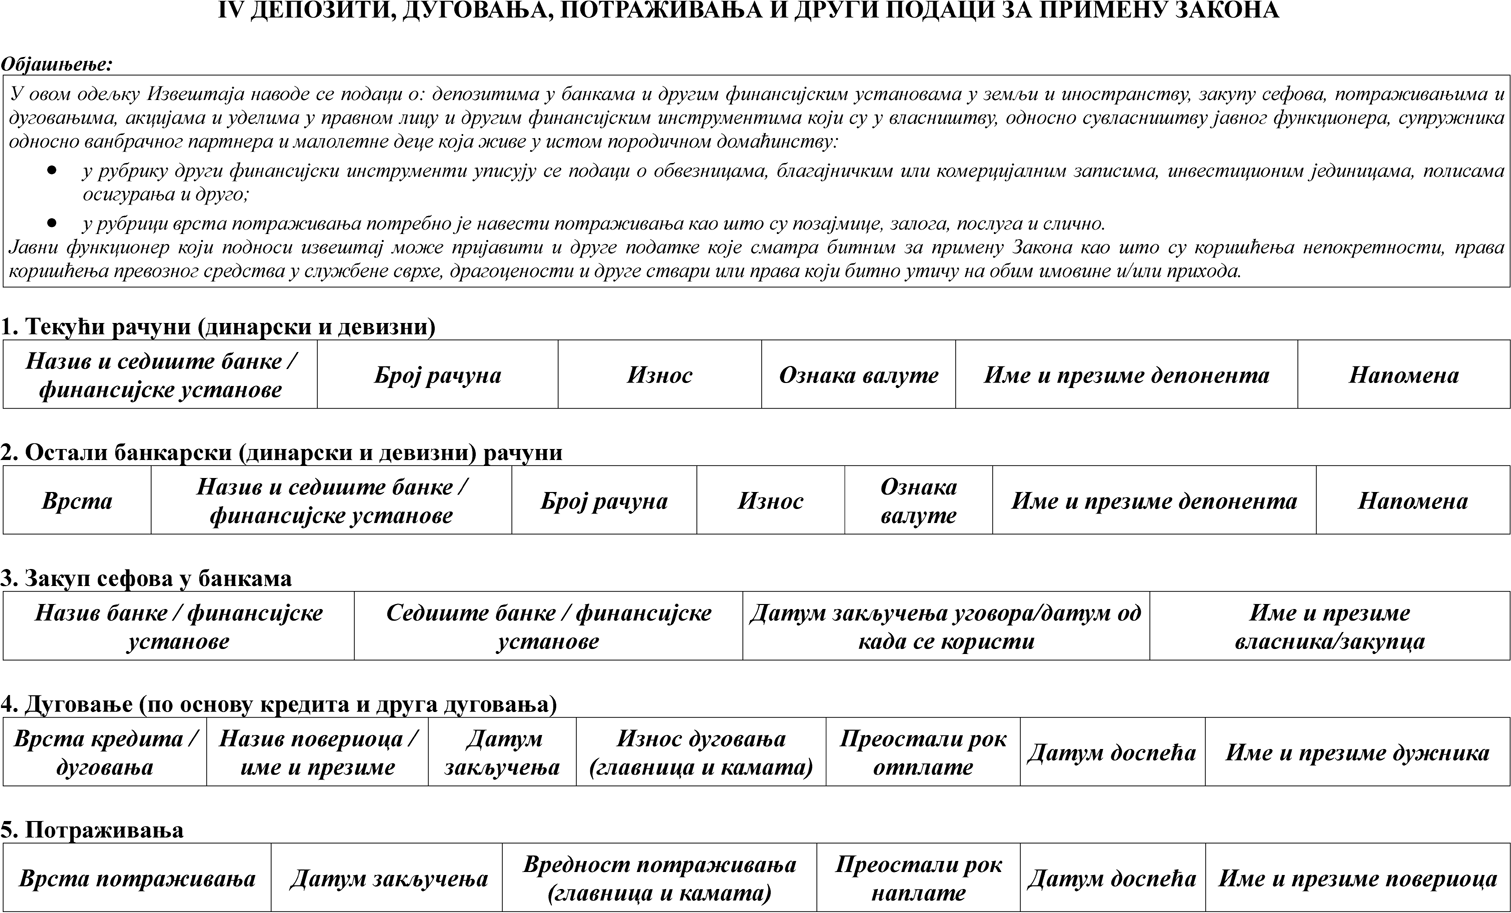 IV ДЕПОЗИТИ, ДУГОВАЊА, ПОТРАЖИВАЊА И ДРУГИ ПОДАЦИ ЗА ПРИМЕНУ ЗАКОНА
Објашњење:
У овом одељку Извештаја наводе се подаци о: депозитима у банкама и другим финансијским установама у земљи и иностранству, закупу сефова, потраживањима и
дуговањима, акцијама и уделима у правном лицу и другим финансијским инструментима који су у власништву, односно сувласништву јавног функционера, супружника
односно ванбрачног партнера и малолетне деце која живе у истом породичном домаћинству:
• у рубрику други финансијски инструменти уписују се подаци о обвезницама, благајничким или комерцијалним записима, инвестиционим јединицама, полисама
осигурања и друго;
• у рубрици врста потраживања потребно је навести потраживања као што су позајмице, залога, послуга и слично.
Јавни функционер који подноси извештај може пријавити и друге податке које сматра битним за примену Закона као што су коришћења непокретности, права
коришћења превозног средства у службене сврхе, драгоцености и друге ствари или права који битно утичу на обим имовине и/или прихода.
1. Текући рачуни (динарски и девизни)
Назив и седиште банке /
финансијске установе
Број рачуна
Износ
Ознака валуте
Име и презиме депонента
Напомена
2. Остали банкарски (динарски и девизни) рачуни
Врста
Назив и седиште банке /
финансијске установе
Број рачуна
Износ
Ознака
валуте
Име и презиме депонента
Напомена
3. Закуп сефова у банкама
Назив банке / финансијске
установе
Седиште банке / финансијске
установе
Датум закључења уговора/датум од
када се користи
Име и презиме
власника/закупца
4. Дуговање (по основу кредита и друга дуговања)
Врста кредита /
дуговања
Назив повериоца /
име и презиме
Датум
закључења
Износ дуговања
(главница и камата)
Преостали рок
отплате
Датум доспећа
Име и презиме дужника
5. Потраживања
Врста потраживања
Датум закључења
Вредност потраживања
(главница и камата)
Преостали рок
наплате
Датум доспећа
Име и презиме повериоца